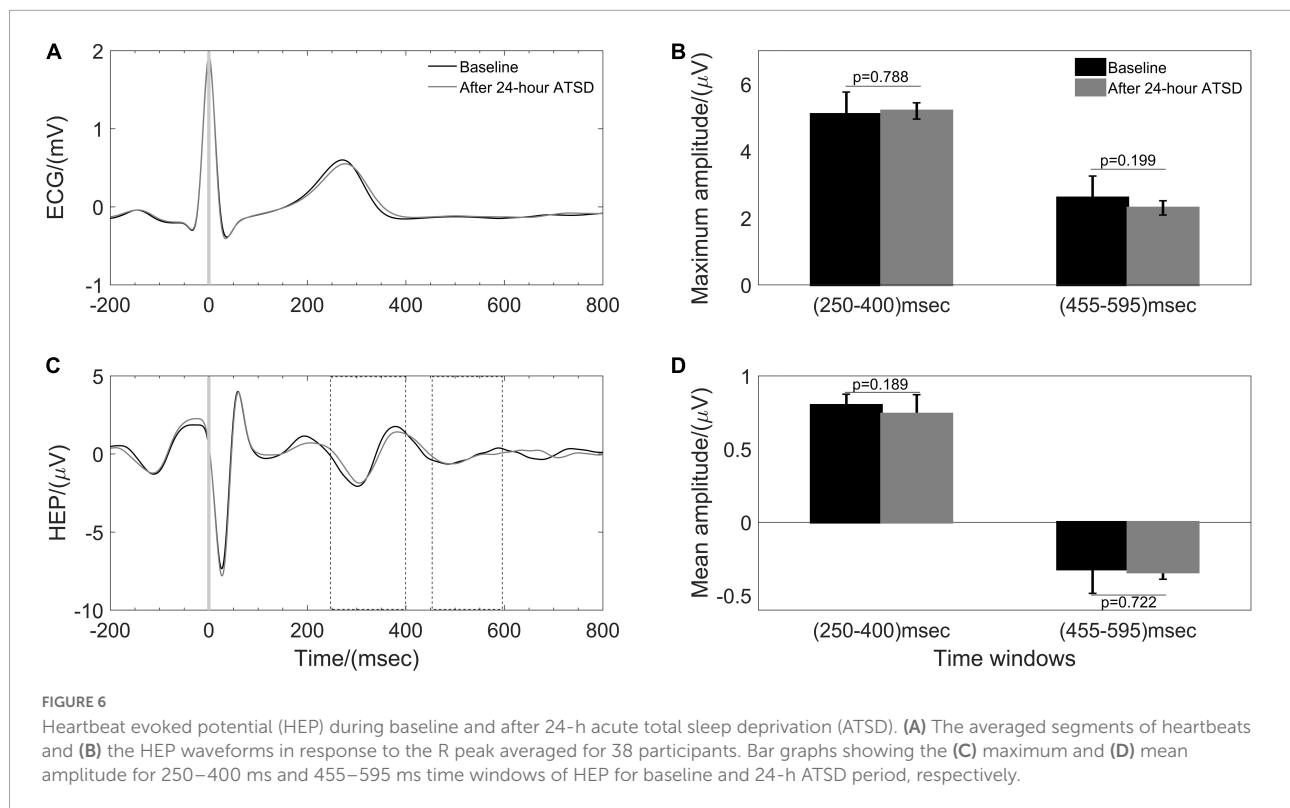 A
2
1
0
-1
ECG/(mV)
Baseline
After 24-hour ATSD
-200 0 200 400 600 800
B
6
4
2
0
Maximum amplitude/(μV)
p=0.788
p=0.199
Baseline
After 24-hour ATSD
(250-400)msec (455-595)msec
C
5
0
-5
-10
HEP/(μV)
-200 0 200 400 600 800
Time/(msec)
D
1
0.5
0
-0.5
Mean amplitude/(μV)
p=0.189
p=0.722
(250-400)msec (455-595)msec
Time windows
FIGURE 6
Heartbeat evoked potential (HEP) during baseline and after 24-h acute total sleep deprivation (ATSD). (A) The averaged segments of heartbeats
and (B) the HEP waveforms in response to the R peak averaged for 38 participants. Bar graphs showing the (C) maximum and (D) mean
amplitude for 250–400 ms and 455–595 ms time windows of HEP for baseline and 24-h ATSD period, respectively.